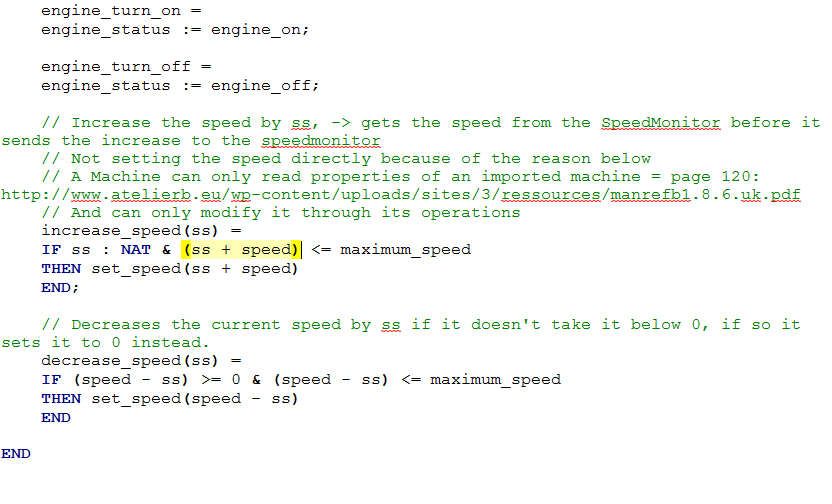 engine_turn_on =
engine_status := engine_on;
engine_turn_off =
engine_status := engine_off;
// Increase the speed by ss, -> gets the speed from the SpeedMonitor before it
sends the increase to the speedmonitor
// Not setting the speed directly because of the reason below
// A Machine can only read properties of an imported machine = page 120:
http://www.atelierb.eu/wp-content/uploads/sites/3/ressources/manrefb1.8.6.uk.pdf
// And can only modify it through its operations
increase_speed(ss) =
IF ss : NAT & (ss + speed) <= maximum_speed
THEN set_speed(ss + speed)
END;
// Decreases the current speed by ss if it doesn't take it below 0, if so it
sets it to 0 instead.
decrease_speed(ss) =
IF (speed - ss) >= 0 & (speed - ss) <= maximum_speed
THEN set_speed(speed - ss)
END
END